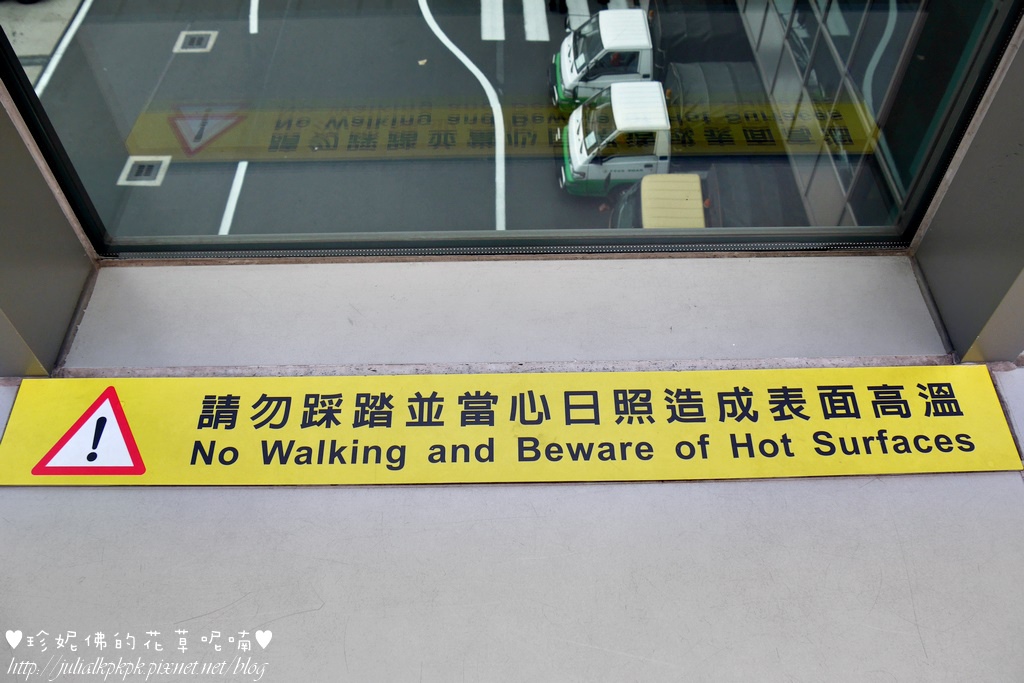 請勿踩踏並當心日照造成表面高溫
No Walking and Beware of Hot Surfaces
♥珍妮佛的花草呢喃♥
http://julialkpkpk.pixnet.net/blog